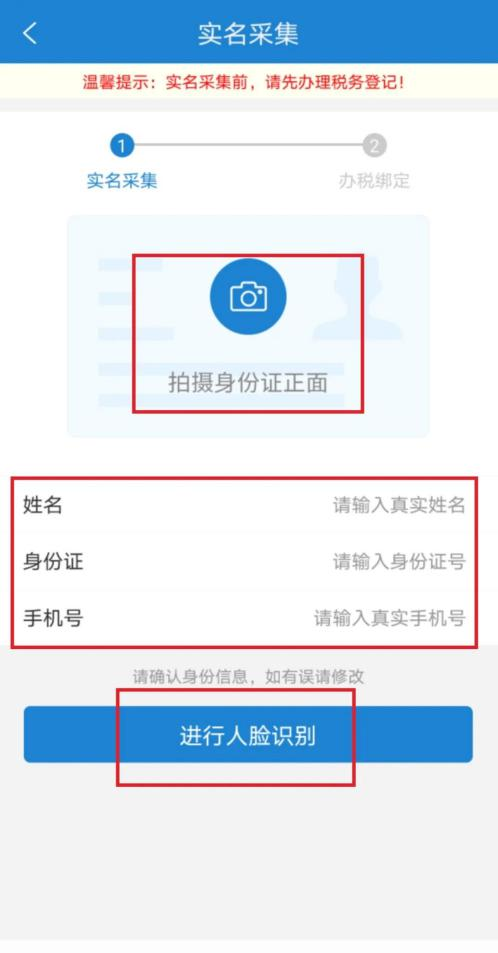 实名采集
温馨提示：实名采集前，请先办理税务登记！
1 2
实名采集 办税绑定
拍摄身份证正面
姓名 请输入真实姓名
身份证 请输入身份证号
手机号 请输入真实手机号
请确认身份信息，如有误请修改
进行人脸识别